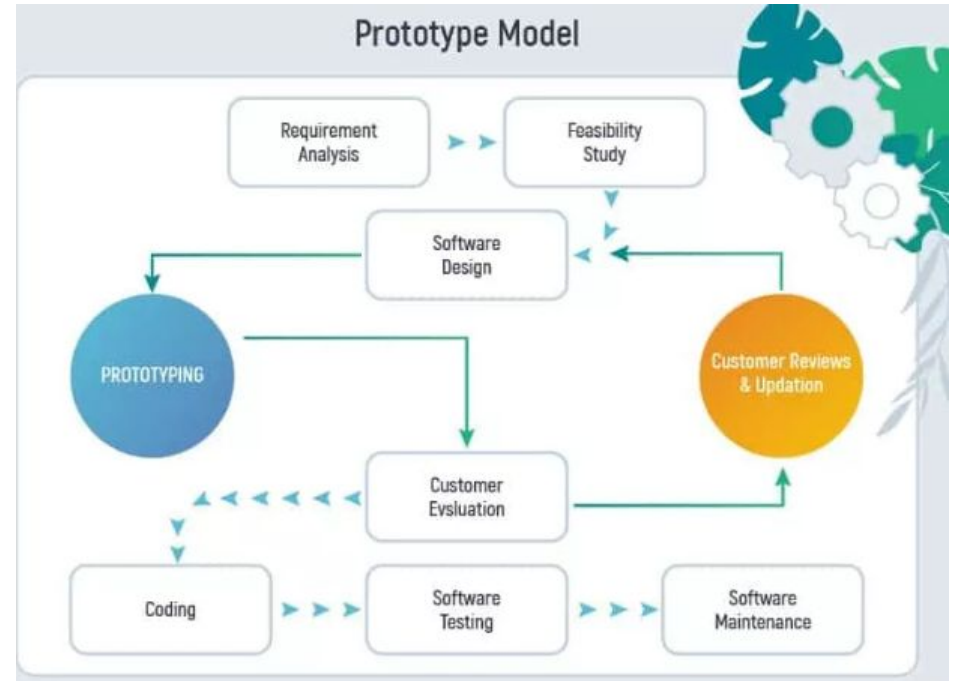 Prototype Model
Requirement
Analysis
Feasibility
Study
Software
Design
PROTOTYPING
Customer Reviews
& Updation
Customer
Evsluation
Coding
Software
Testing
Software
Maintenance